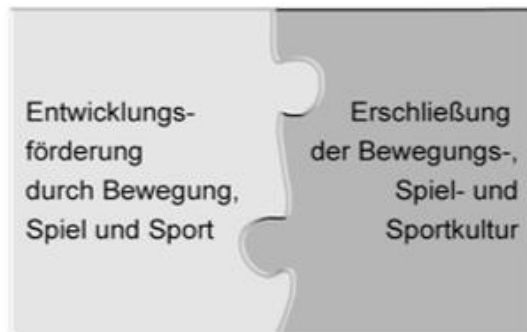 Entwicklungs-
förderung
durch Bewegung,
Spiel und Sport
Erschließung
der Bewegungs-,
Spiel- und
Sportkultur